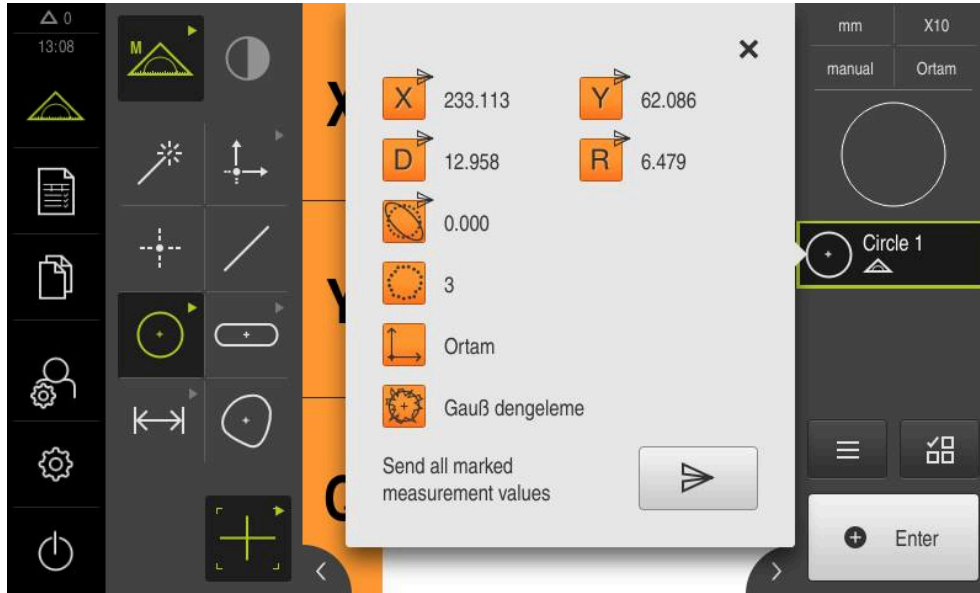 0
13:08
M
X
Y
X 233.113 Y 62.086
D 12.958 R 6.479
0.000
3
Ortam
Gauß dengeleme
Send all marked
measurement values
mm X10
manual Ortam
Circle 1
Enter